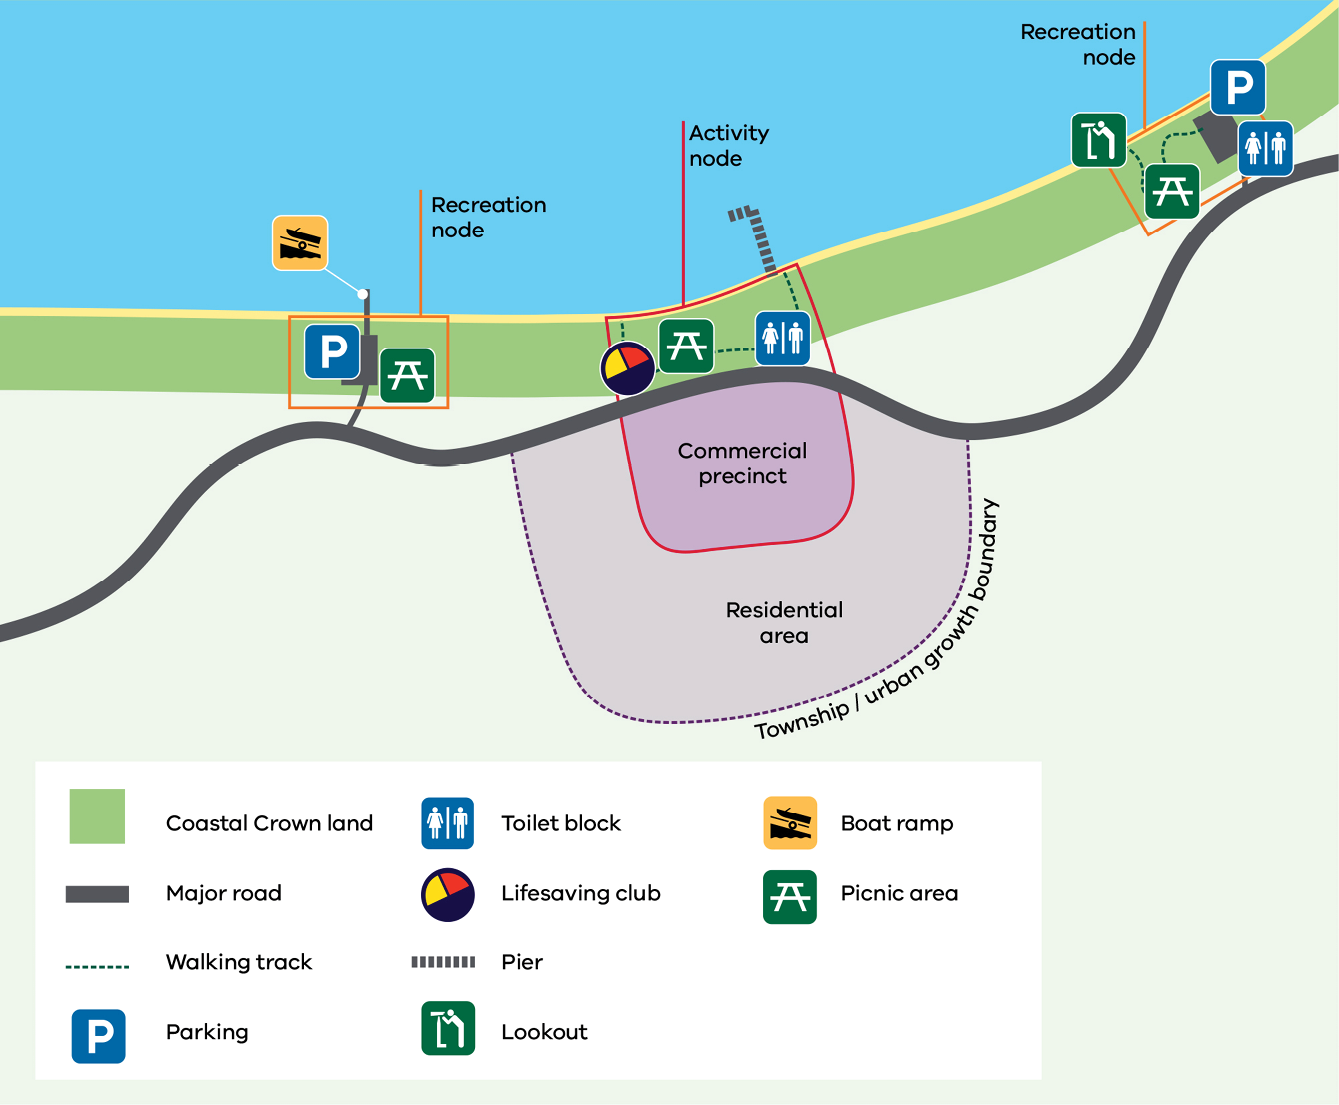 Recreation
node
Activity
node
Recreation
node
P
P
Commercial
precinct
Residential
area
Township / urban growth boundary
Coastal Crown land
Toilet block
Boat ramp
Major road
Lifesaving club
Picnic area
Walking track
Pier
P
Parking
Lookout